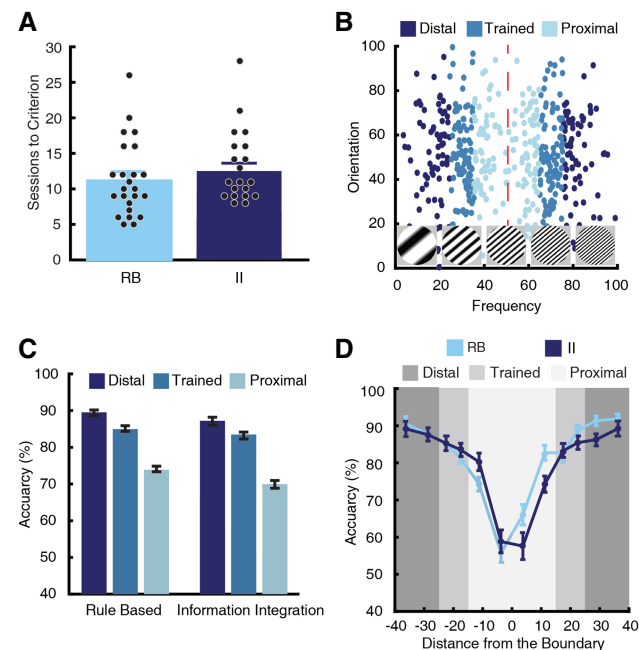 A
30
25
20
15
10
5
0
Sessions to Criterion
RB
II
B
Distal
Trained
Proximal
100
80
60
40
20
0
Orientation
0
20
40
60
80
100
Frequency
C
100
90
80
70
60
50
40
Accuarcy (%)
Distal
Trained
Proximal
Rule Based
Information Integration
D
RB
II
Distal
Trained
Proximal
100
90
80
70
60
50
40
Accuarcy (%)
-40
-30
-20
-10
0
10
20
30
40
Distance from the Boundary